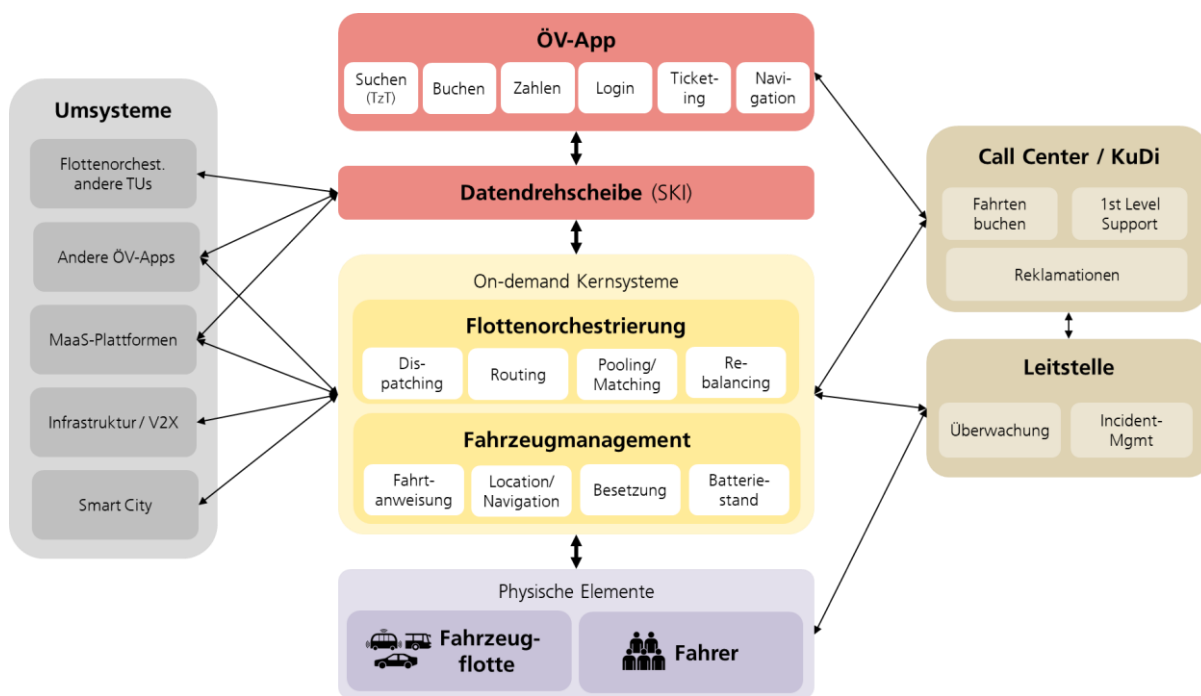 ÖV-App
Suchen
(TzT)
Buchen
Zahlen
Login
Ticket-
ing
Navi-
gation
Umsysteme
Flottenorchest.
andere TUs
Andere ÖV-Apps
MaaS-Plattformen
Infrastruktur / V2X
Smart City
Datendrehscheibe (SKI)
On-demand Kernsysteme
Flottenorchestrierung
Dis-
patching
Routing
Pooling/
Matching
Re-
balancing
Fahrzeugmanagement
Fahrt-
anweisung
Location/
Navigation
Besetzung
Batterie-
stand
Physische Elemente
Fahrzeug-
flotte
Fahrer
Call Center / KuDi
Fahrten
buchen
1st Level
Support
Reklamationen
Leitstelle
Überwachung
Incident-
Mgmt